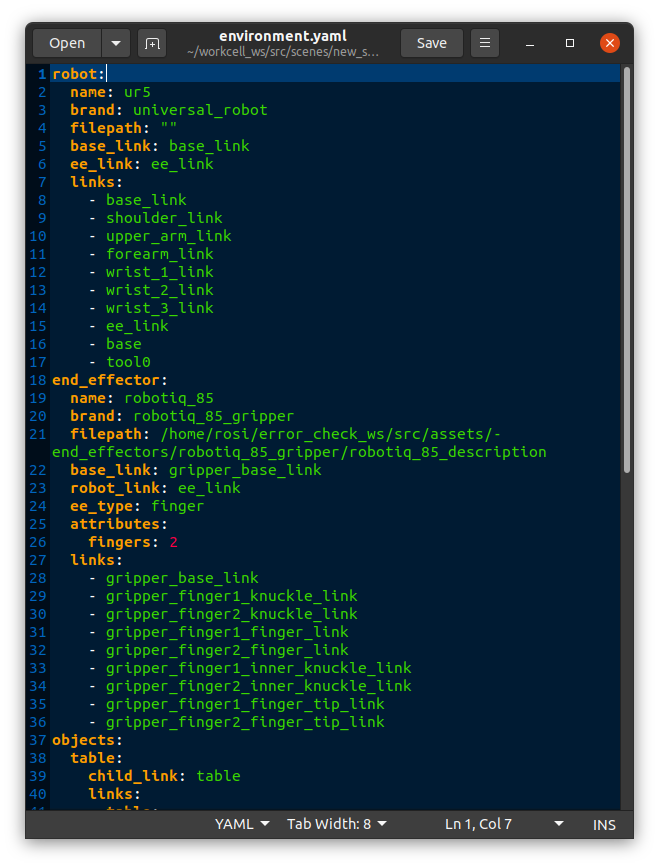 Open
environment.yaml
~/workcell_ws/src/scenes/new_s...
Save
1 robot:
2   name: ur5
3   brand: universal_robot
4   filepath: ""
5   base_link: base_link
6   ee_link: ee_link
7   links:
8     - base_link
9     - shoulder_link
10     - upper_arm_link
11     - forearm_link
12     - wrist_1_link
13     - wrist_2_link
14     - wrist_3_link
15     - ee_link
16     - base
17     - tool0
18 end_effector:
19   name: robotiq_85
20   brand: robotiq_85_gripper
21   filepath: /home/rosi/error_check_ws/src/assets/-
end_effectors/robotiq_85_gripper/robotiq_85_description
22   base_link: gripper_base_link
23   robot_link: ee_link
24   ee_type: finger
25   attributes:
26     fingers: 2
27   links:
28     - gripper_base_link
29     - gripper_finger1_knuckle_link
30     - gripper_finger2_knuckle_link
31     - gripper_finger1_finger_link
32     - gripper_finger2_finger_link
33     - gripper_finger1_inner_knuckle_link
34     - gripper_finger2_inner_knuckle_link
35     - gripper_finger1_finger_tip_link
36     - gripper_finger2_finger_tip_link
37 objects:
38   table:
39     child_link: table
40     links:
41       table:
YAML Tab Width: 8 Ln 1, Col 7 INS